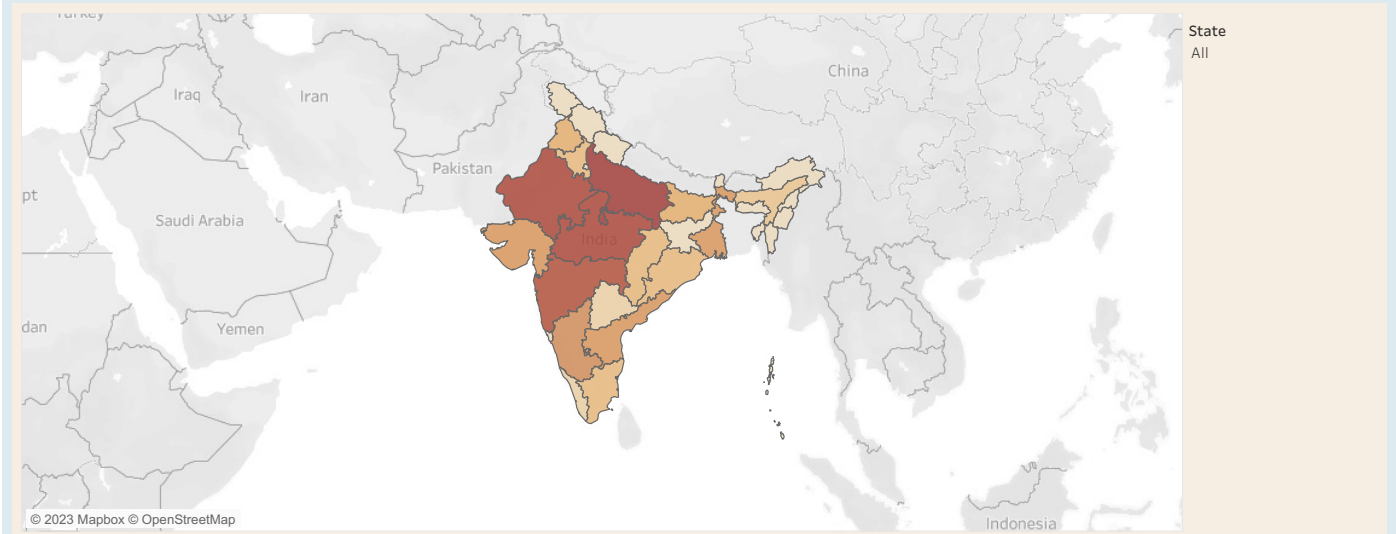 Turkey
State
All
China
Iraq
Iran
Pakistan
pt
Saudi Arabia
India
dan
Yemen
© 2023 Mapbox © OpenStreetMap
Indonesia